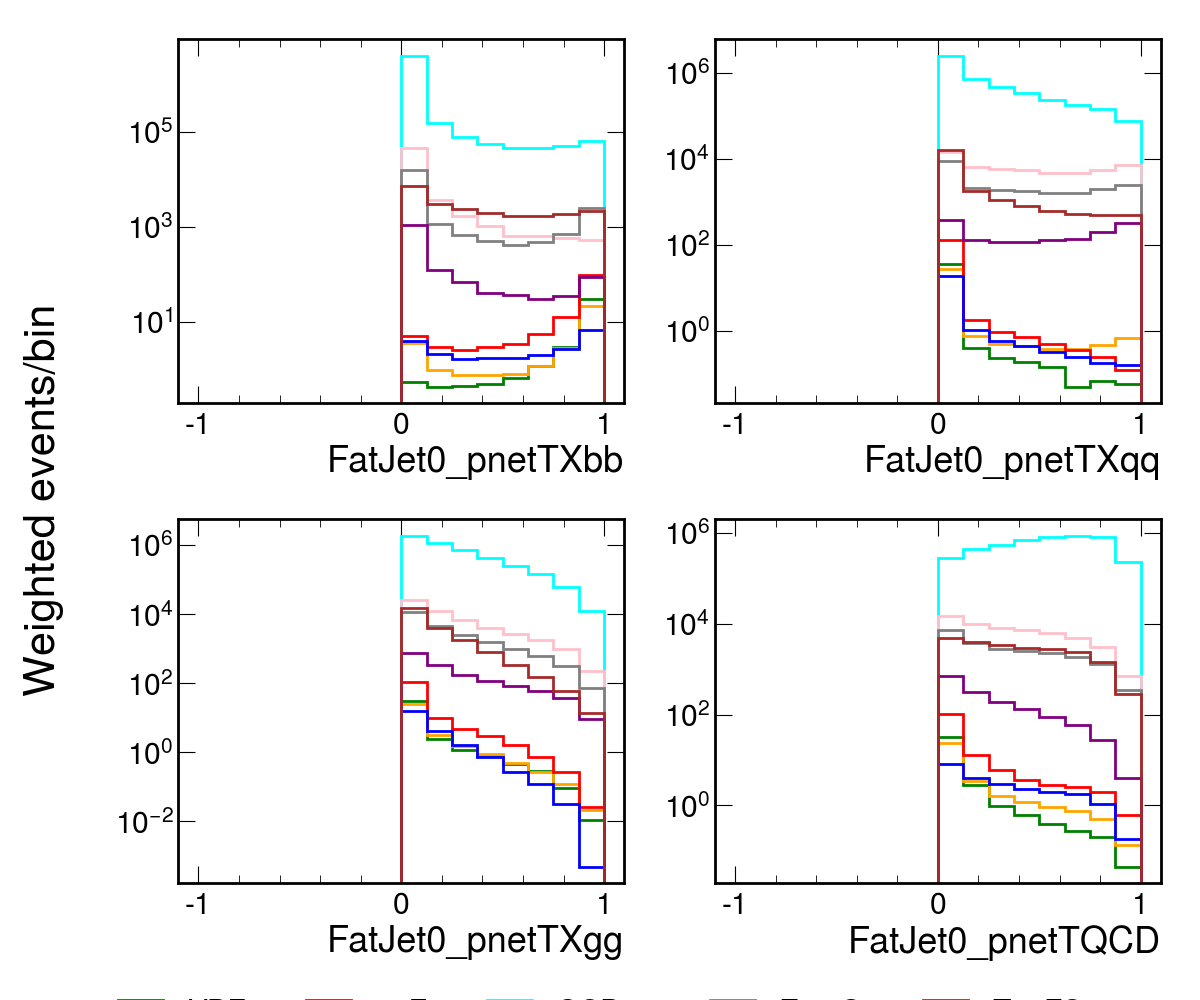 Weighted events/bin
10^5
10^3
10^1
-1 0 1
FatJet0_pnetTXbb
10^6
10^4
10^2
10^0
-1 0 1
FatJet0_pnetTXqq
10^6
10^4
10^2
10^0
10^−2
-1 0 1
FatJet0_pnetTXgg
10^6
10^4
10^2
10^0
-1 0 1
FatJet0_pnetTQCD